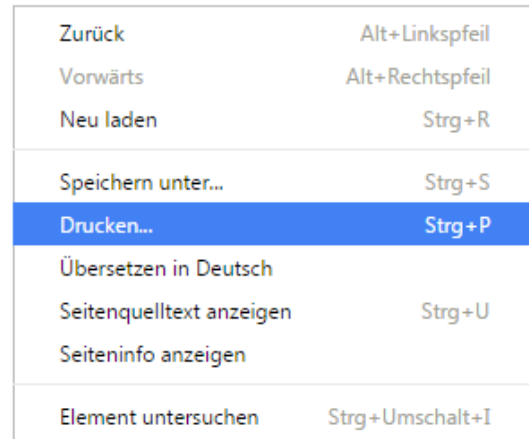 Zurück Alt+Linkspfeil
Vorwärts Alt+Rechtspfeil
Neu laden Strg+R
Speichern unter... Strg+S
Drucken... Strg+P
Übersetzen in Deutsch
Seitenquelltext anzeigen Strg+U
Seiteninfo anzeigen
Element untersuchen Strg+Umschalt+I